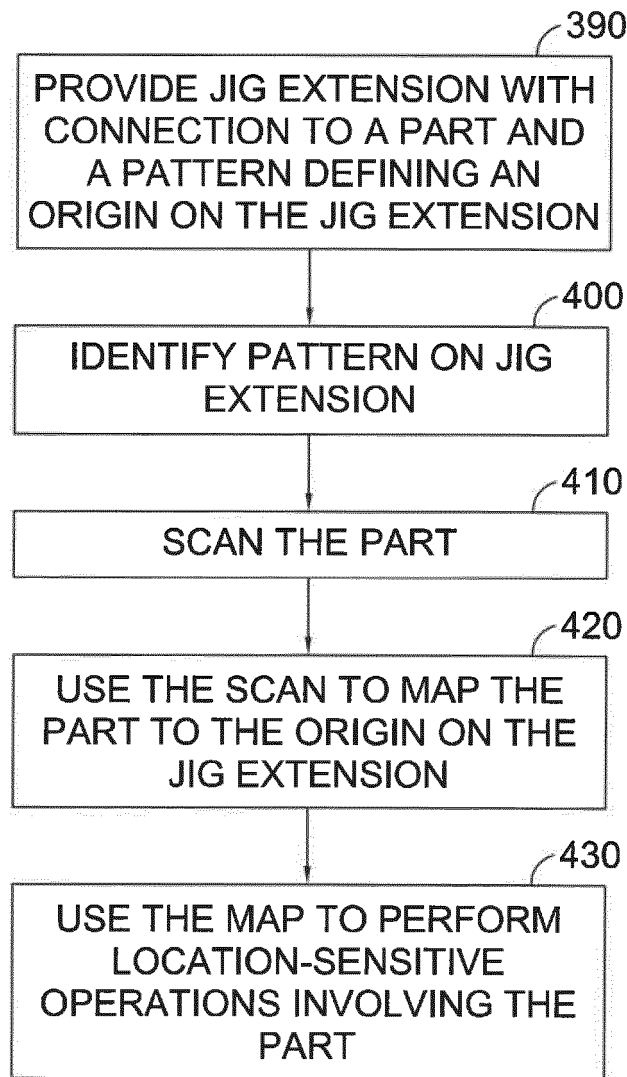 390
PROVIDE JIG EXTENSION WITH
CONNECTION TO A PART AND
A PATTERN DEFINING AN
ORIGIN ON THE JIG EXTENSION
400
IDENTIFY PATTERN ON JIG
EXTENSION
410
SCAN THE PART
420
USE THE SCAN TO MAP THE
PART TO THE ORIGIN ON THE
JIG EXTENSION
430
USE THE MAP TO PERFORM
LOCATION-SENSITIVE
OPERATIONS INVOLVING THE
PART